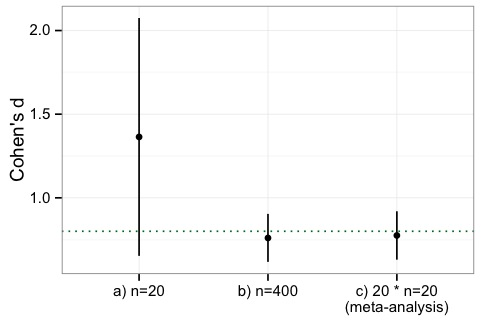 2.0
1.5
1.0
Cohen's d
a) n=20
b) n=400
c) 20 * n=20
(meta-analysis)